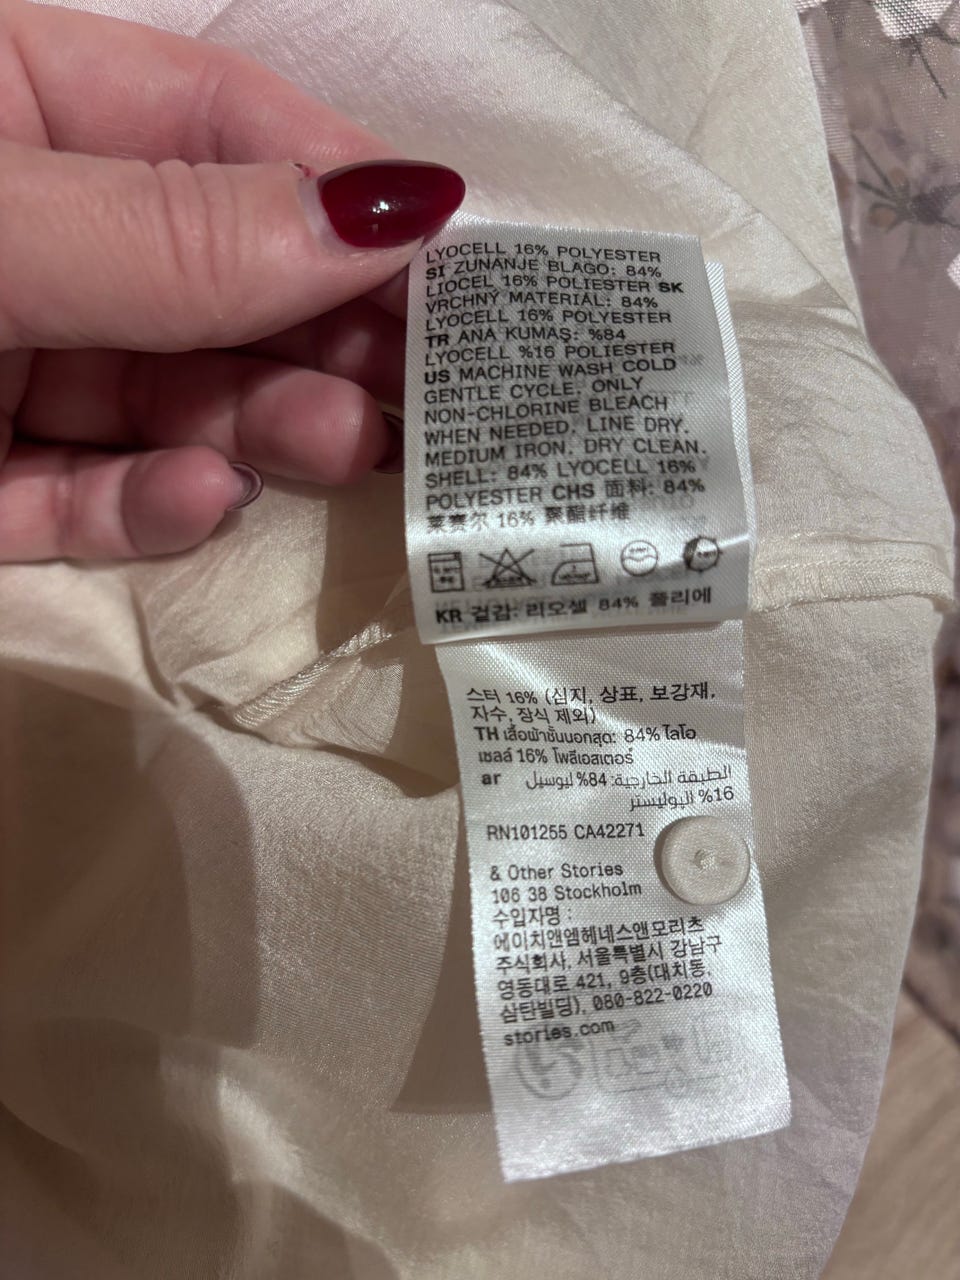 LYOCELL 16% POLYESTER
SI ZUNANJE BLAGO: 84%
LIOCEL 16% POLIESTER SK
VRCHNÝ MATERIÁL: 84%
LYOCELL 16% POLYESTER
TR ANA KUMAŞ: %84
LYOCELL %16 POLIESTER
US MACHINE WASH COLD
GENTLE CYCLE. ONLY
NON-CHLORINE BLEACH
WHEN NEEDED. LINE DRY.
MEDIUM IRON. DRY CLEAN.
SHELL: 84% LYOCELL 16%
POLYESTER CHS 面料: 84%
莱赛尔 16% 聚酯纤维
KR 겉감: 리오셀 84% 폴리에
스터 16% (심지, 상표, 보강재,
자수, 장식 제외)
TH เสื้อผ้าชั้นนอกสุด: 84% ไลโอ
เซลล์ 16% โพลีเอสเตอร์
ar الطبقة الخارجية: 84% ليوسيل
16% البوليستر
RN101255 CA42271
& Other Stories
106 38 Stockholm
수입자명 :
에이치앤엠헤네스앤모리츠
주식회사, 서울특별시 강남구
영동대로 421, 9층(대치동,
삼탄빌딩), 080-822-0220
stories.com